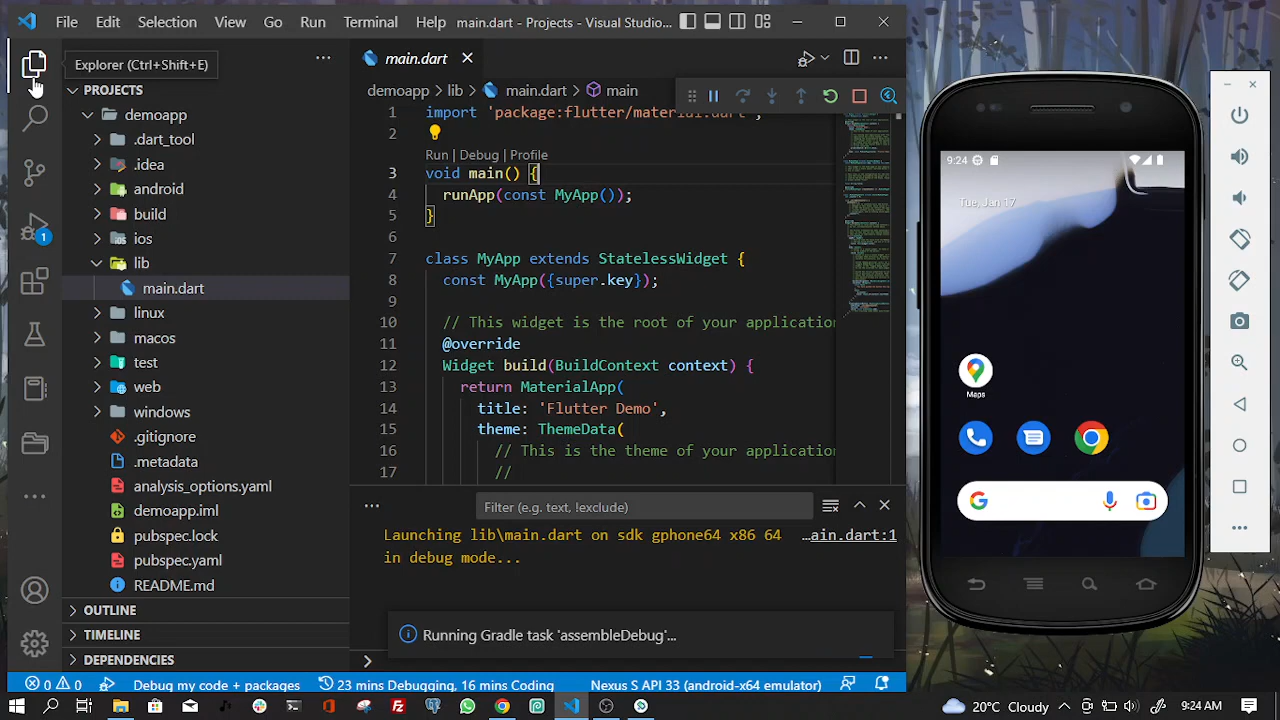 File Edit Selection View Go Run Terminal Help main.dart - Projects - Visual Studio...
Explorer (Ctrl+Shift+E)
PROJECTS
demoapp
.dart_tool
.idea
android
build
ios
lib
main.dart
linux
macos
test
web
windows
.gitignore
.metadata
analysis_options.yaml
demoapp.iml
pubspec.lock
pubspec.yaml
README.md
OUTLINE
TIMELINE
DEPENDENCIES
1
main.dart
demoapp > lib > main.dart > main
1 import 'package:flutter/material.dart';
2
Run | Debug | Profile
3 void main() {
4 runApp(const MyApp());
5 }
6
7 class MyApp extends StatelessWidget {
8 const MyApp({super.key});
9
10 // This widget is the root of your application
11 @override
12 Widget build(BuildContext context) {
13 return MaterialApp(
14 title: 'Flutter Demo',
15 theme: ThemeData(
16 // This is the theme of your application
17 //
Filter (e.g. text, !exclude)
Launching lib\main.dart on sdk gphone64 x86 64 …ain.dart:1
in debug mode...
Running Gradle task 'assembleDebug'…
0 0 Debug my code + packages 23 mins Debugging, 16 mins Coding Nexus S API 33 (android-x64 emulator)
9:24
Tue, Jan 17
Maps
20°C Cloudy 9:24 AM